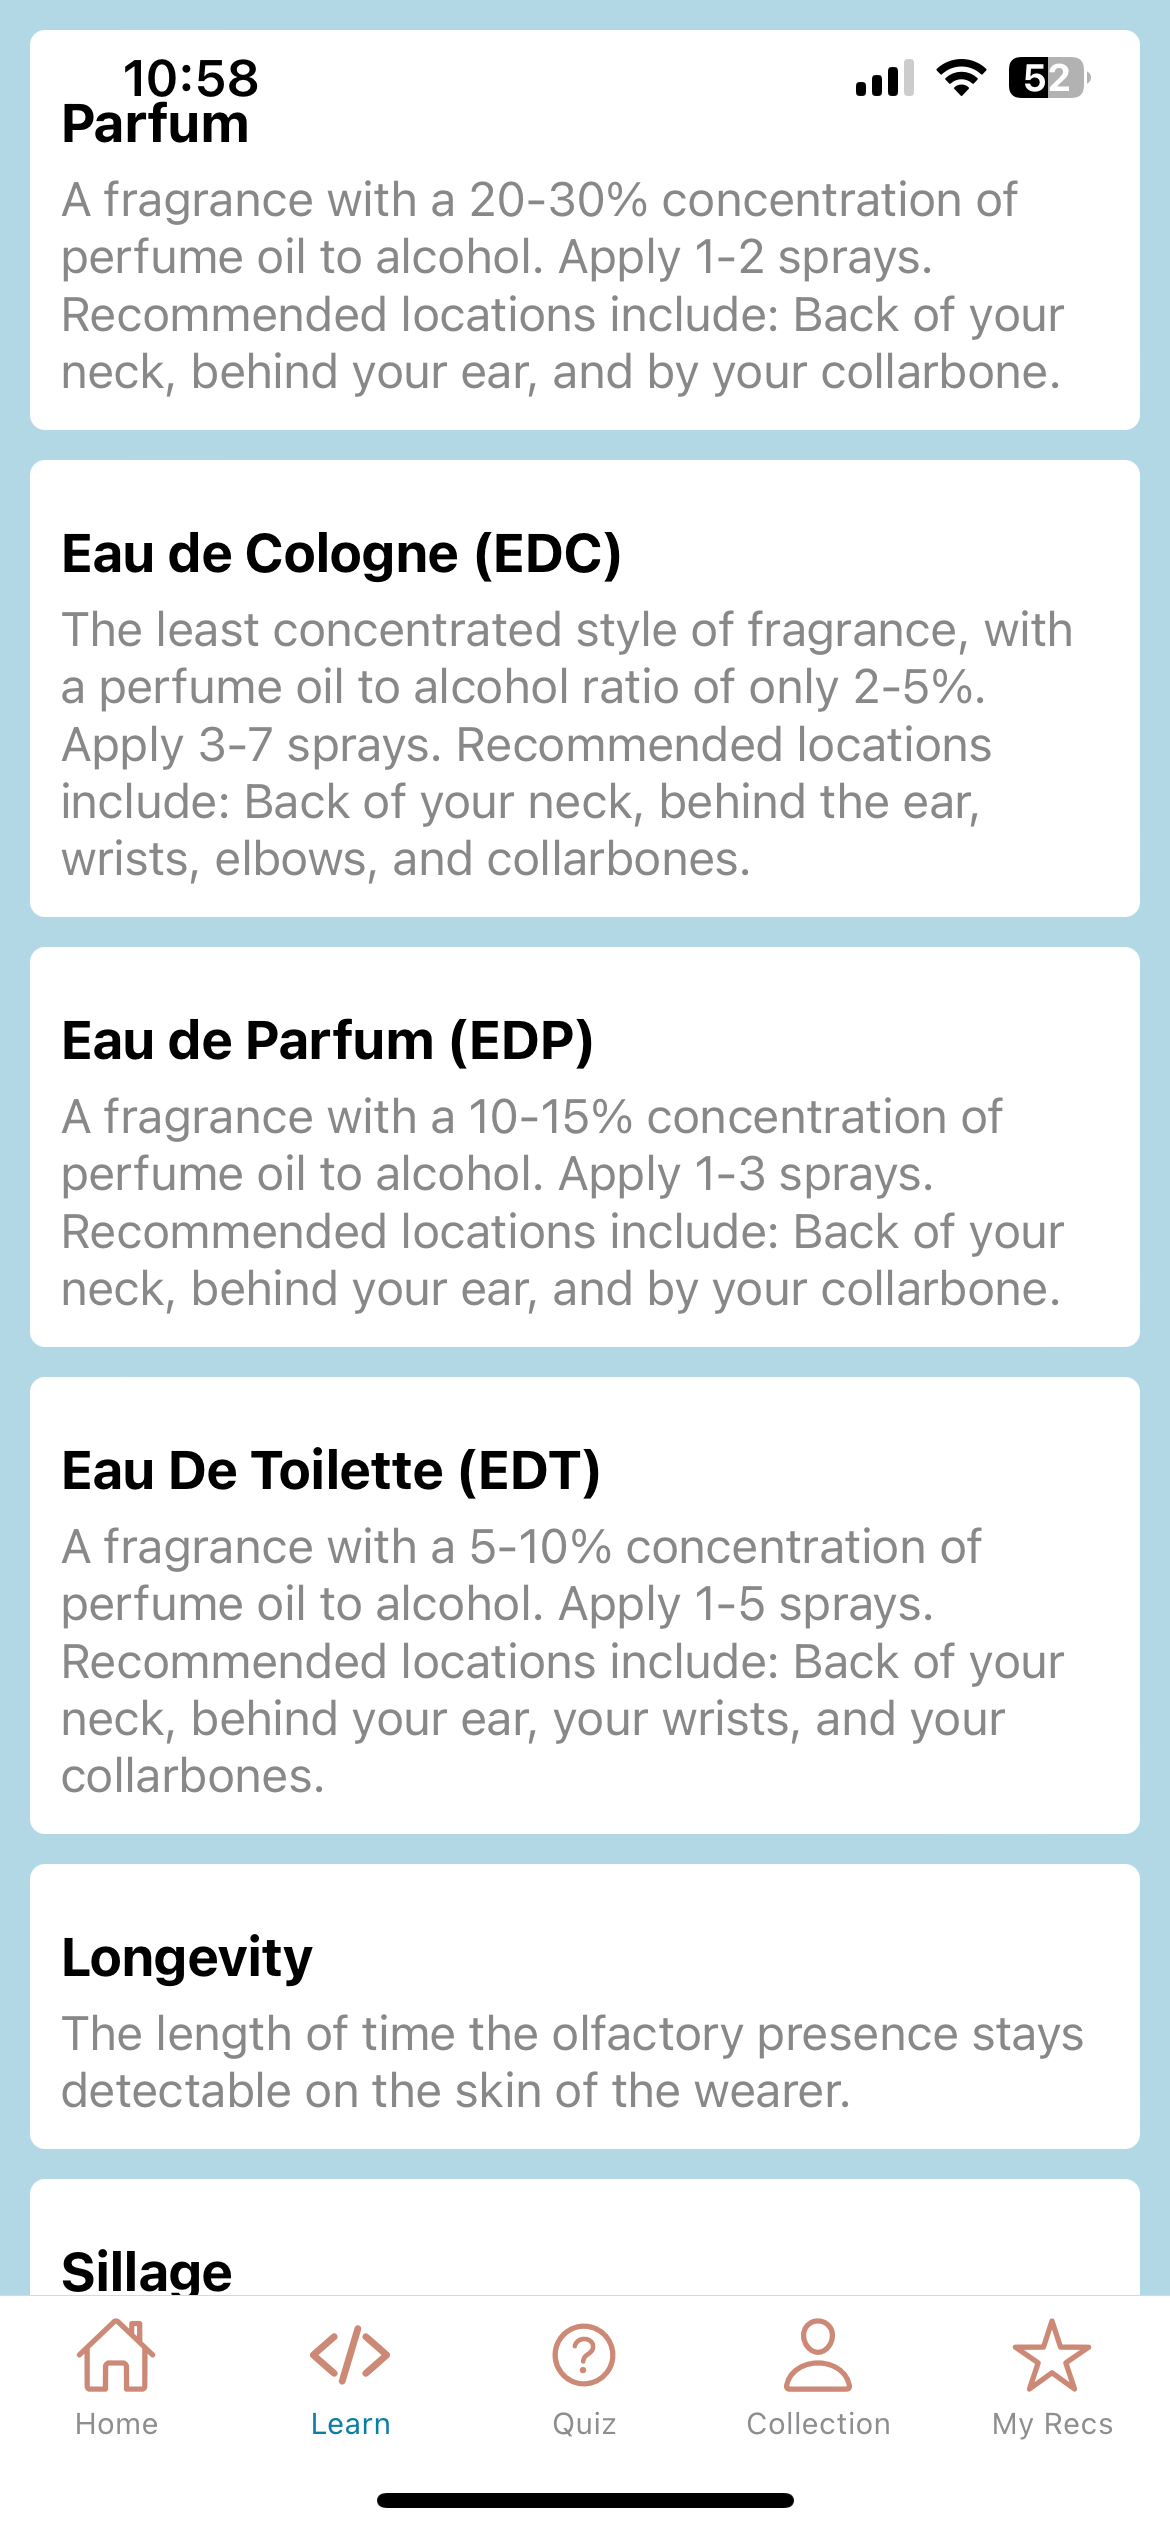 10:58
52
Parfum
A fragrance with a 20-30% concentration of
perfume oil to alcohol. Apply 1-2 sprays.
Recommended locations include: Back of your
neck, behind your ear, and by your collarbone.
Eau de Cologne (EDC)
The least concentrated style of fragrance, with
a perfume oil to alcohol ratio of only 2-5%.
Apply 3-7 sprays. Recommended locations
include: Back of your neck, behind the ear,
wrists, elbows, and collarbones.
Eau de Parfum (EDP)
A fragrance with a 10-15% concentration of
perfume oil to alcohol. Apply 1-3 sprays.
Recommended locations include: Back of your
neck, behind your ear, and by your collarbone.
Eau De Toilette (EDT)
A fragrance with a 5-10% concentration of
perfume oil to alcohol. Apply 1-5 sprays.
Recommended locations include: Back of your
neck, behind your ear, your wrists, and your
collarbones.
Longevity
The length of time the olfactory presence stays
detectable on the skin of the wearer.
Sillage
Home
Learn
Quiz
Collection
My Recs